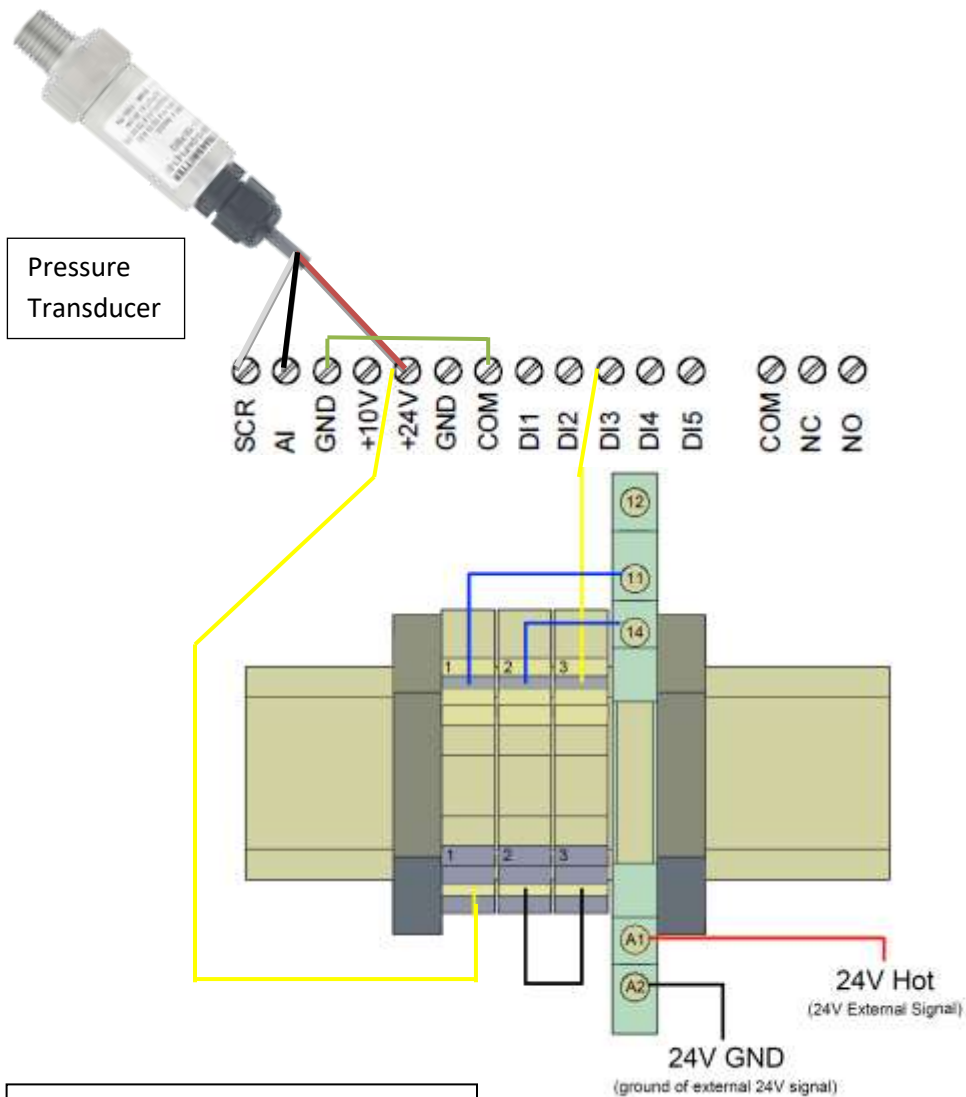 Pressure
Transducer
SCR
AI
GND
+10V
+24V
GND
COM
DI1
DI2
DI3
DI4
DI5
COM
NC
NO
12
11
14
1 2 3
1 2 3
A1
A2
24V Hot
(24V External Signal)
24V GND
(ground of external 24V signal)